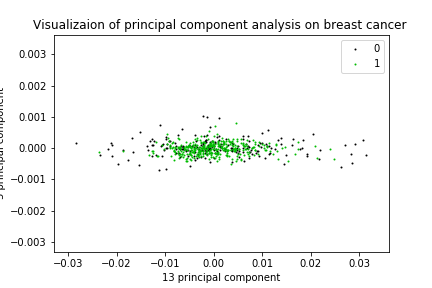 Visualizaion of principal component analysis on breast cancer
0
1
0.003
0.002
0.001
0.000
−0.001
−0.002
−0.003
principal component
−0.03 −0.02 −0.01 0.00 0.01 0.02 0.03
13 principal component